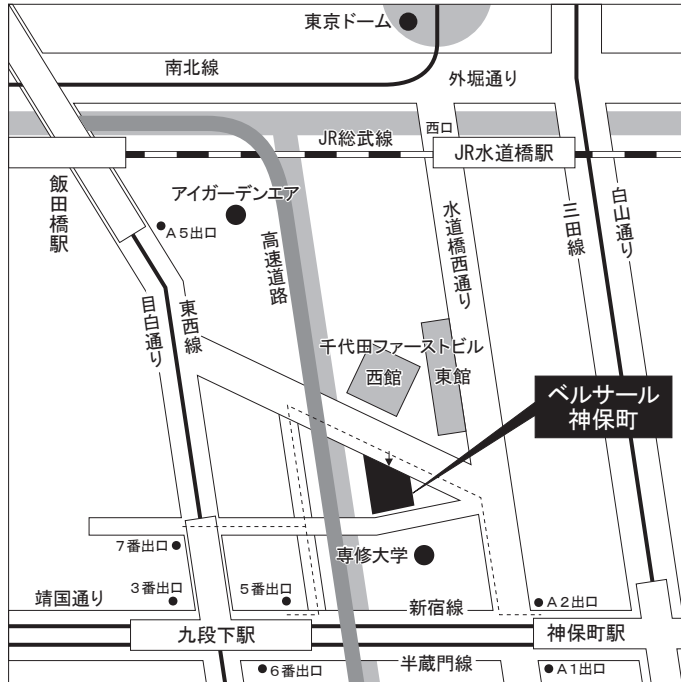 東京ドーム
南北線
外堀通り
JR総武線
西口
JR水道橋駅
飯田橋駅
アイガーデンエア
A5出口
高速道路
水道橋西通り
三田線
白山通り
目白通り
東西線
千代田ファーストビル
西館
東館
ベルサール
神保町
7番出口
専修大学
靖国通り
3番出口
5番出口
新宿線
A2出口
九段下駅
神保町駅
6番出口
半蔵門線
A1出口